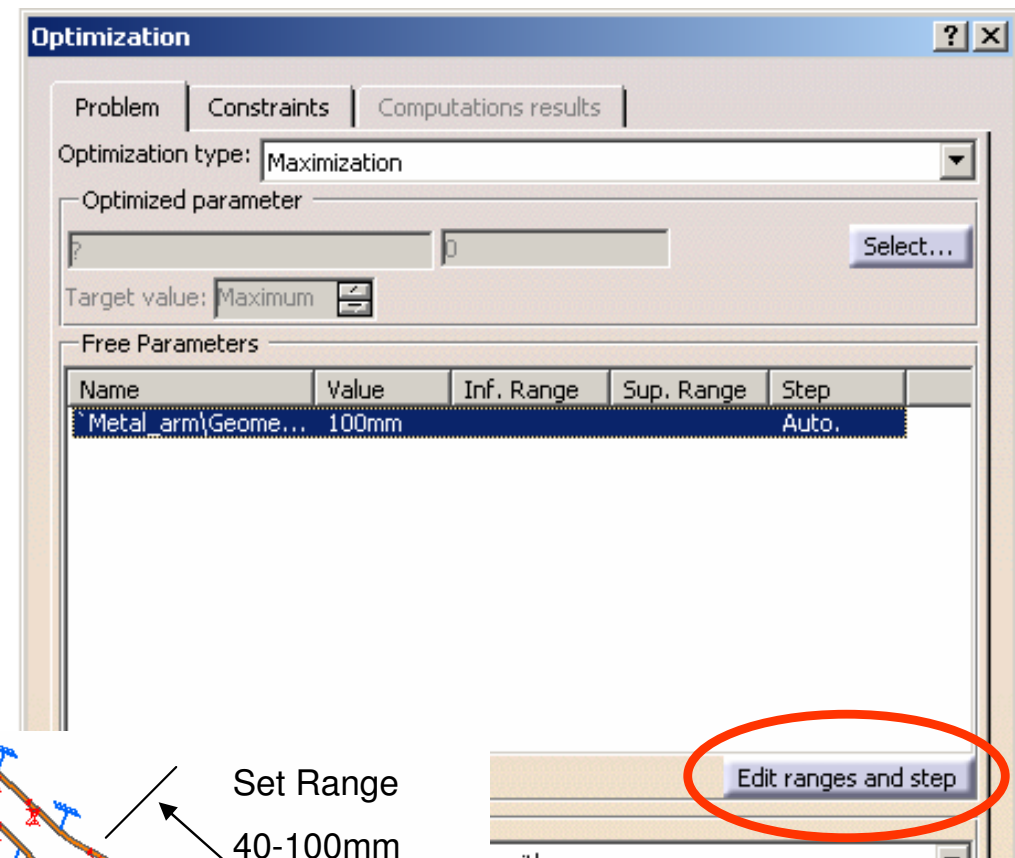 Optimization
Problem Constraints Computations results
Optimization type: Maximization
Optimized parameter
? 0 Select...
Target value: Maximum
Free Parameters
Name Value Inf. Range Sup. Range Step
`Metal_arm\Geome... 100mm Auto.
Edit ranges and step
Set Range
40-100mm